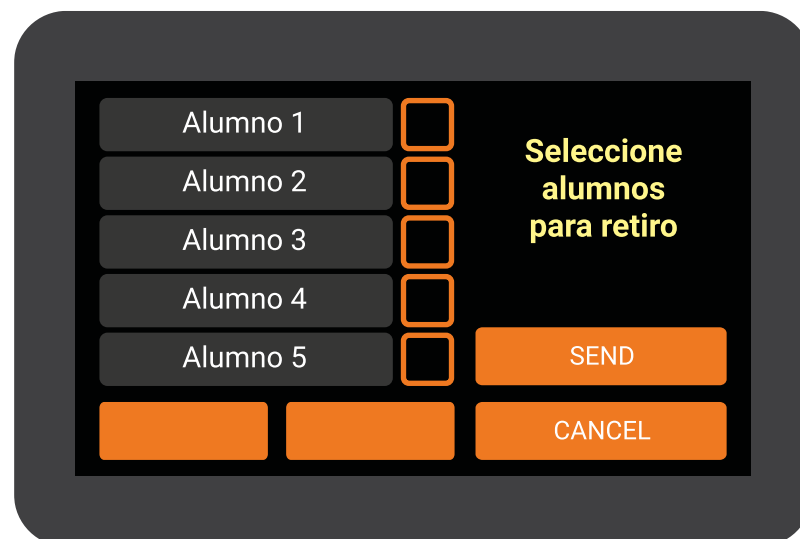 Alumno 1
Alumno 2
Alumno 3
Alumno 4
Alumno 5
Seleccione
alumnos
para retiro
SEND
CANCEL